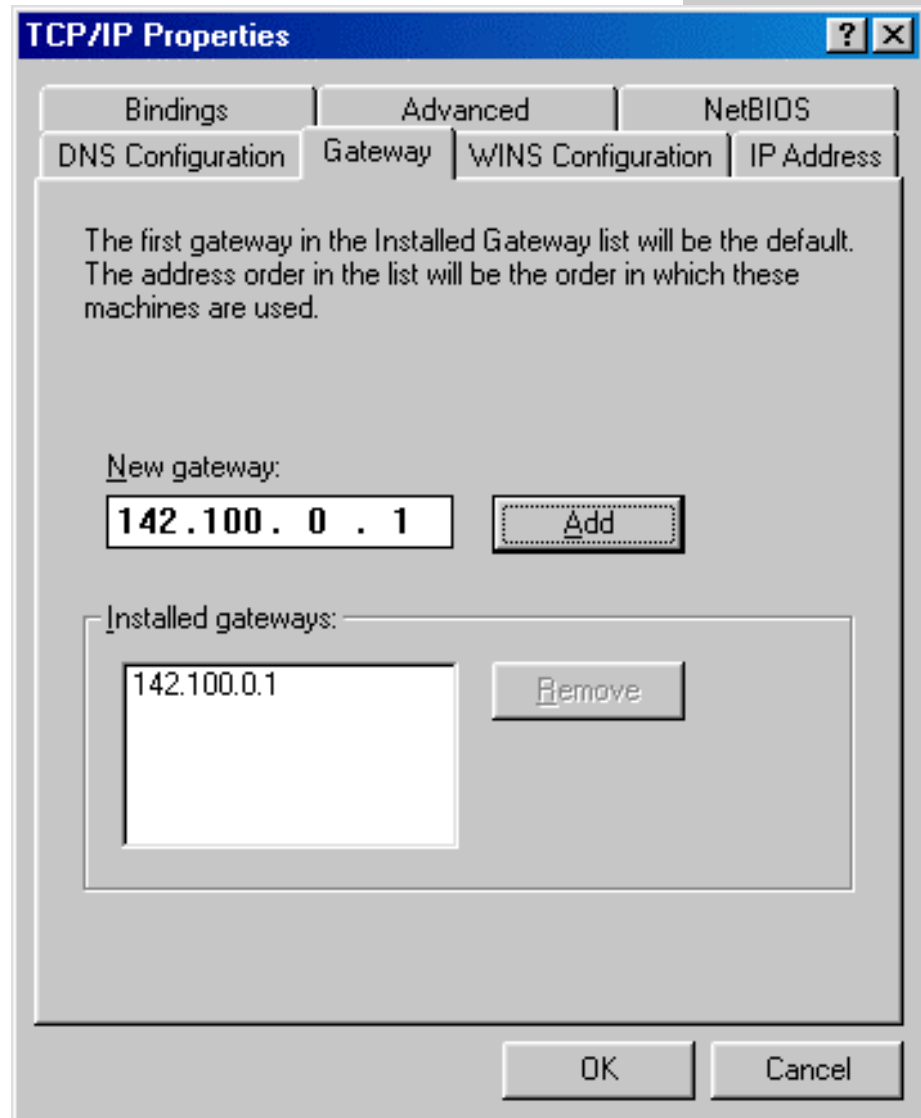 TCP/IP Properties
Bindings Advanced NetBIOS
DNS Configuration Gateway WINS Configuration IP Address
The first gateway in the Installed Gateway list will be the default.
The address order in the list will be the order in which these
machines are used.
New gateway:
142.100. 0 . 1 Add
Installed gateways:
142.100.0.1 Remove
OK Cancel